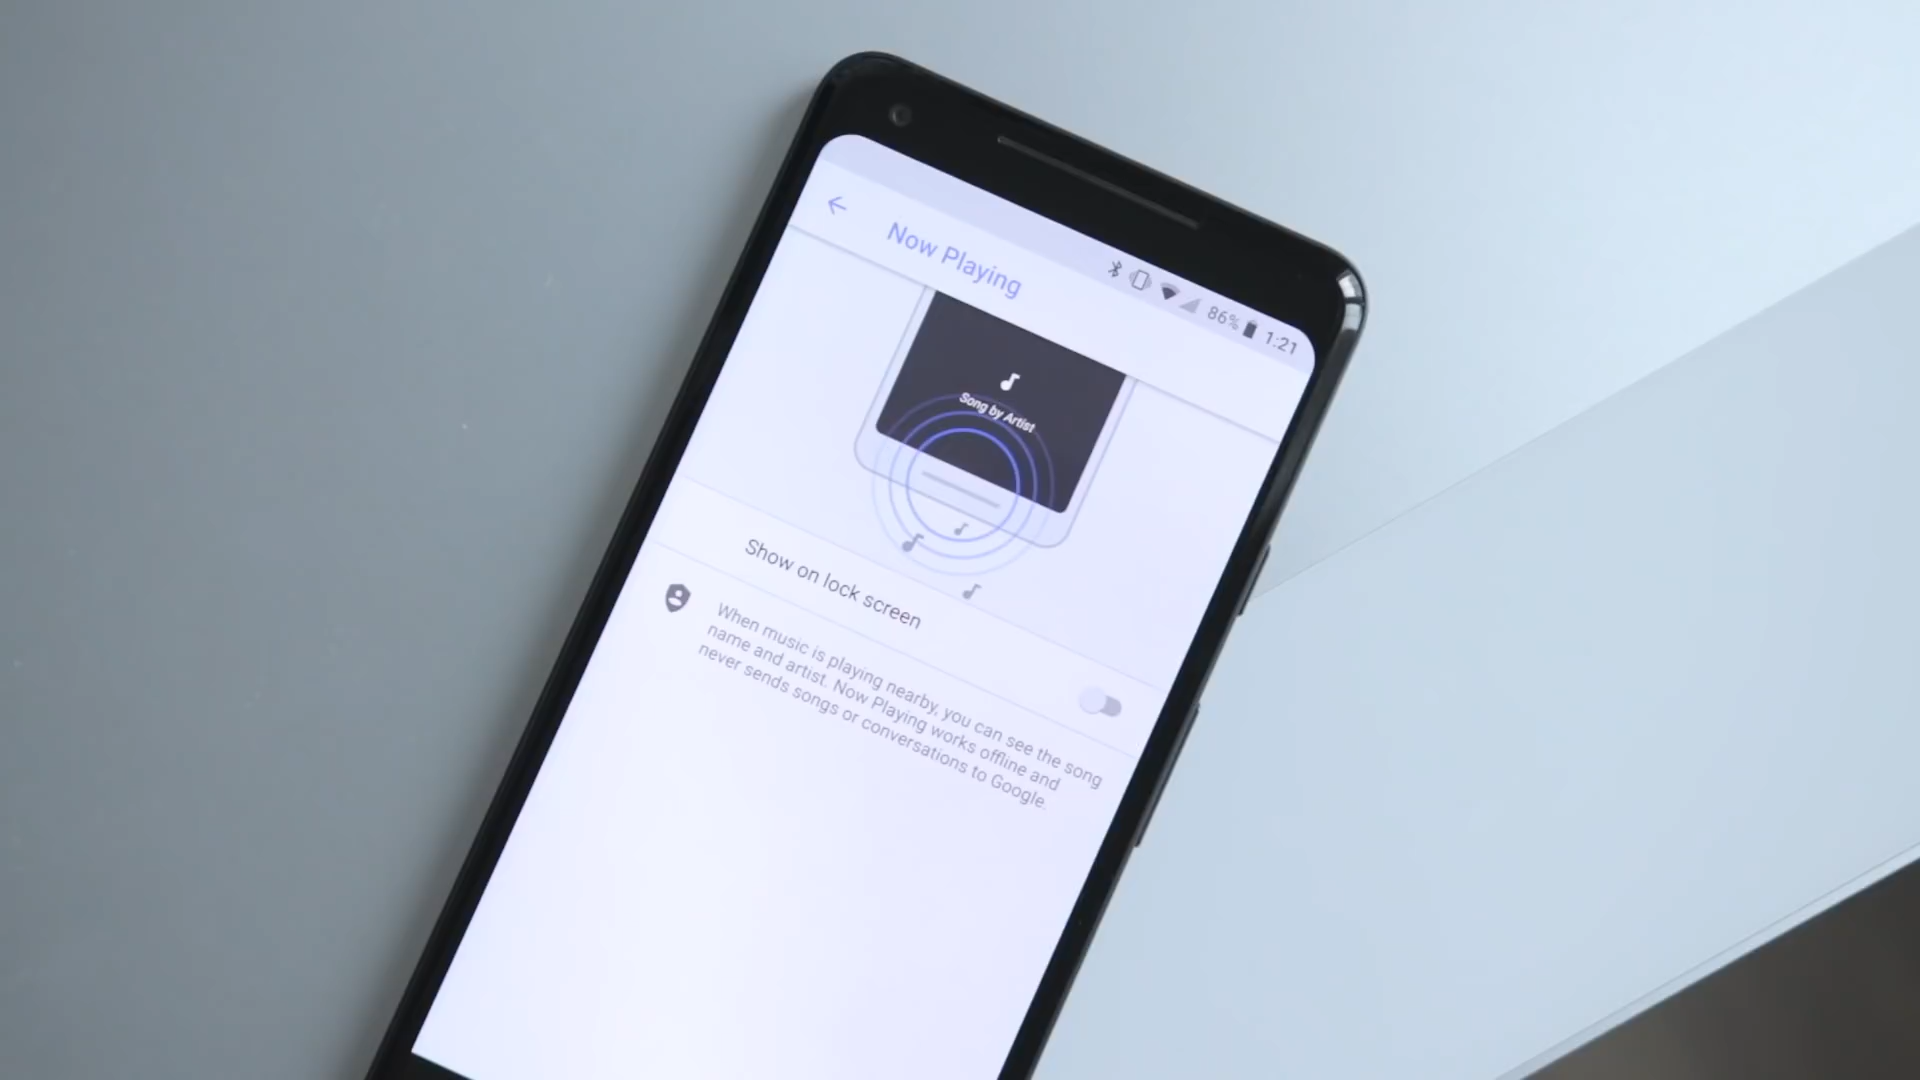 86% 1:21
Now Playing
Song by Artist
Show on lock screen
When music is playing nearby, you can see the song
name and artist. Now Playing works offline and
never sends songs or conversations to Google.